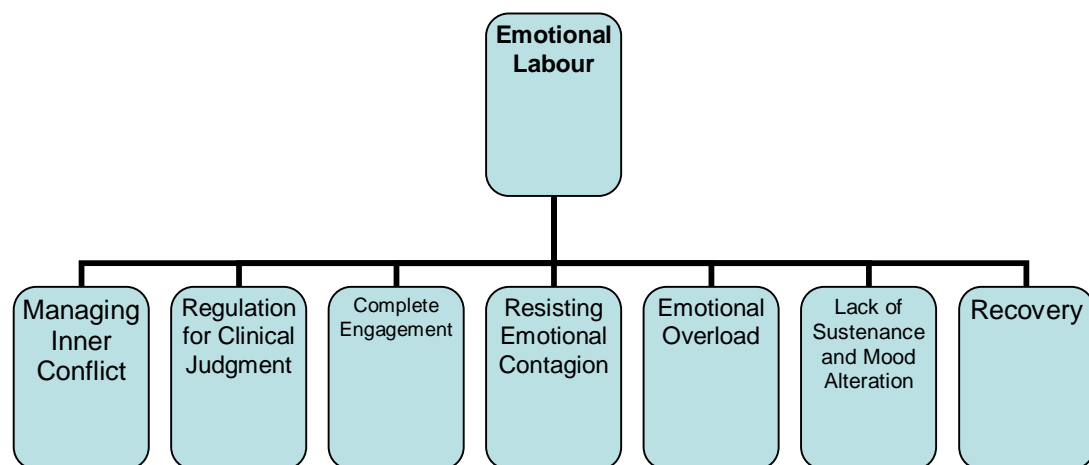 Emotional
Labour
Managing
Inner
Conflict
Regulation
for Clinical
Judgment
Complete
Engagement
Resisting
Emotional
Contagion
Emotional
Overload
Lack of
Sustenance
and Mood
Alteration
Recovery